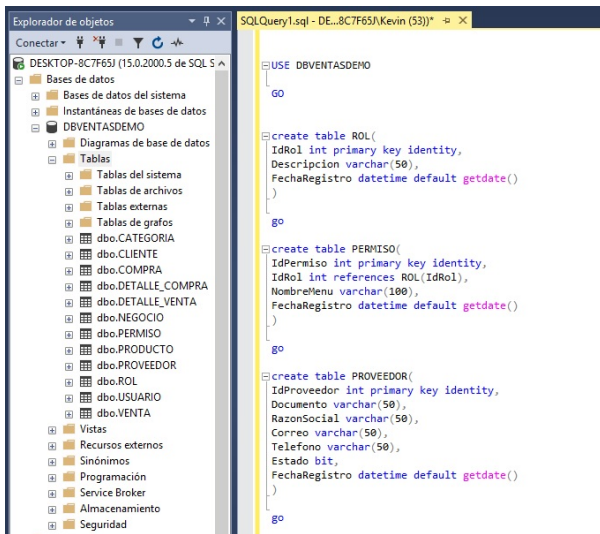 Explorador de objetos
Conectar
DESKTOP-8C7F65J (15.0.2000.5 de SQL S
Bases de datos
Bases de datos del sistema
Instantáneas de bases de datos
DBVENTASDEMO
Diagramas de base de datos
Tablas
Tablas del sistema
Tablas de archivos
Tablas externas
Tablas de grafos
dbo.CATEGORIA
dbo.CLIENTE
dbo.COMPRA
dbo.DETALLE_COMPRA
dbo.DETALLE_VENTA
dbo.NEGOCIO
dbo.PERMISO
dbo.PRODUCTO
dbo.PROVEEDOR
dbo.ROL
dbo.USUARIO
dbo.VENTA
Vistas
Recursos externos
Sinónimos
Programación
Service Broker
Almacenamiento
Seguridad
SQLQuery1.sql - DE...8C7F65J\Kevin (53))*
USE DBVENTASDEMO
GO
create table ROL(
IdRol int primary key identity,
Descripcion varchar(50),
FechaRegistro datetime default getdate()
)
go
create table PERMISO(
IdPermiso int primary key identity,
IdRol int references ROL(IdRol),
NombreMenu varchar(100),
FechaRegistro datetime default getdate()
)
go
create table PROVEEDOR(
IdProveedor int primary key identity,
Documento varchar(50),
RazonSocial varchar(50),
Correo varchar(50),
Telefono varchar(50),
Estado bit,
FechaRegistro datetime default getdate()
)
go